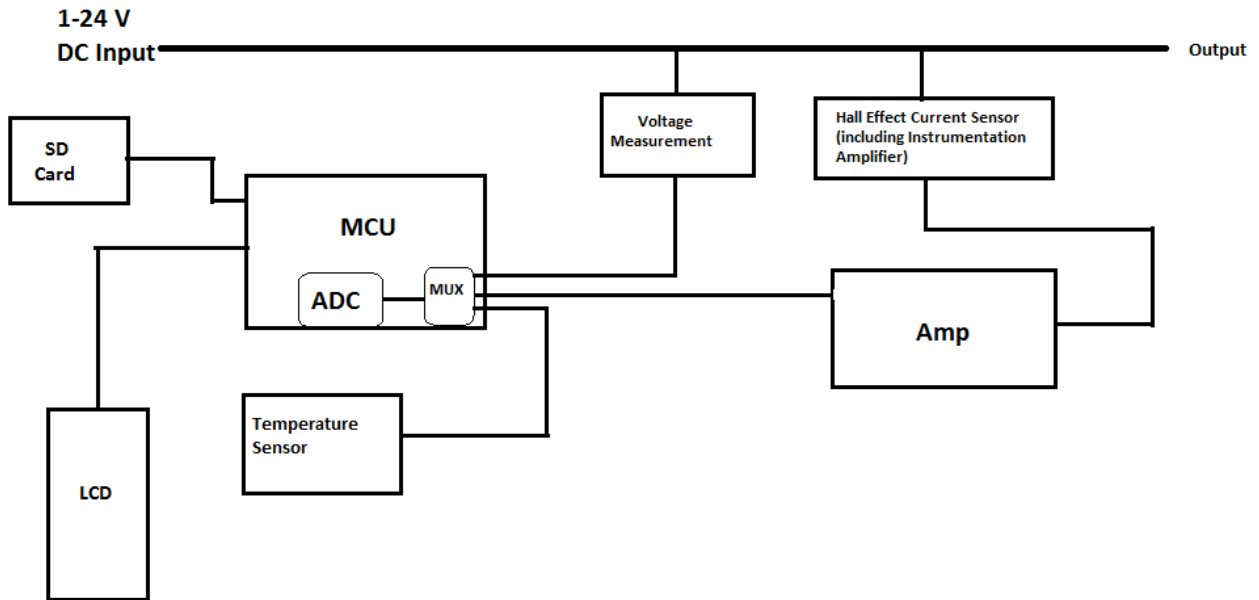 1-24 V
DC Input
Output
Voltage
Measurement
Hall Effect Current Sensor
(including Instrumentation
Amplifier)
SD
Card
MCU
ADC
MUX
Amp
Temperature
Sensor
LCD